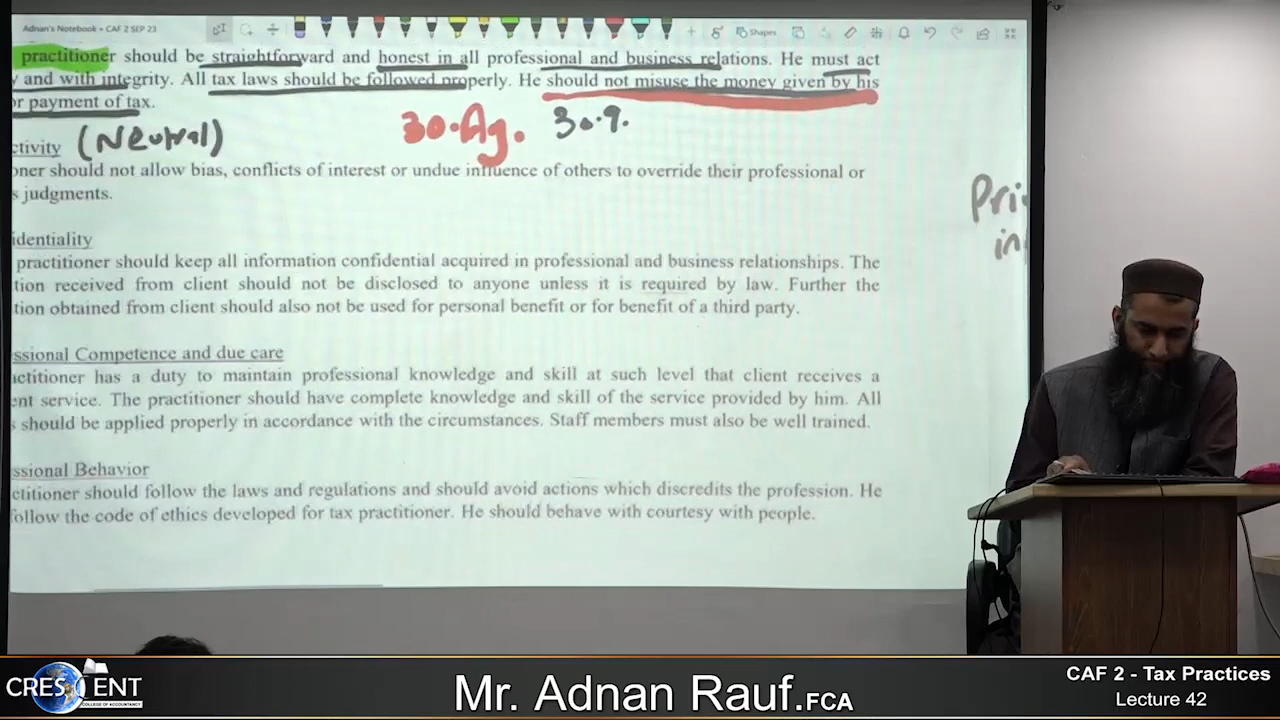 Adnan's Notebook • CAF 2 SEP 23
Shapes
practitioner should be straightforward and honest in all professional and business relations. He must act
and with integrity. All tax laws should be followed properly. He should not misuse the money given by his
or payment of tax.
(Neutral)
30.Ag. 30.9.
ctivity
oner should not allow bias, conflicts of interest or undue influence of others to override their professional or
s judgments.
Pri
in
identiality
practitioner should keep all information confidential acquired in professional and business relationships. The
tion received from client should not be disclosed to anyone unless it is required by law. Further the
tion obtained from client should also not be used for personal benefit or for benefit of a third party.
ssional Competence and due care
ctitioner has a duty to maintain professional knowledge and skill at such level that client receives a
ent service. The practitioner should have complete knowledge and skill of the service provided by him. All
s should be applied properly in accordance with the circumstances. Staff members must also be well trained.
ssional Behavior
ctitioner should follow the laws and regulations and should avoid actions which discredits the profession. He
follow the code of ethics developed for tax practitioner. He should behave with courtesy with people.
CRESCENT
COLLEGE OF ACCOUNTANCY
Mr. Adnan Rauf.FCA
CAF 2 - Tax Practices
Lecture 42